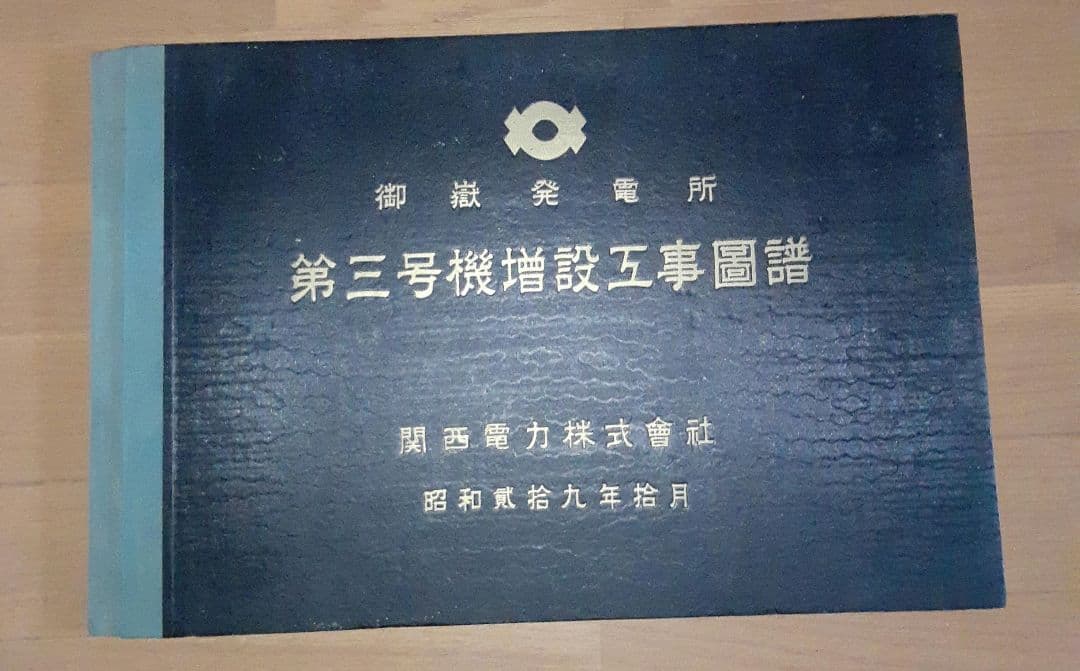 御嶽発電所
第三号機増設工事圖譜
関西電力株式會社
昭和貳拾九年拾月